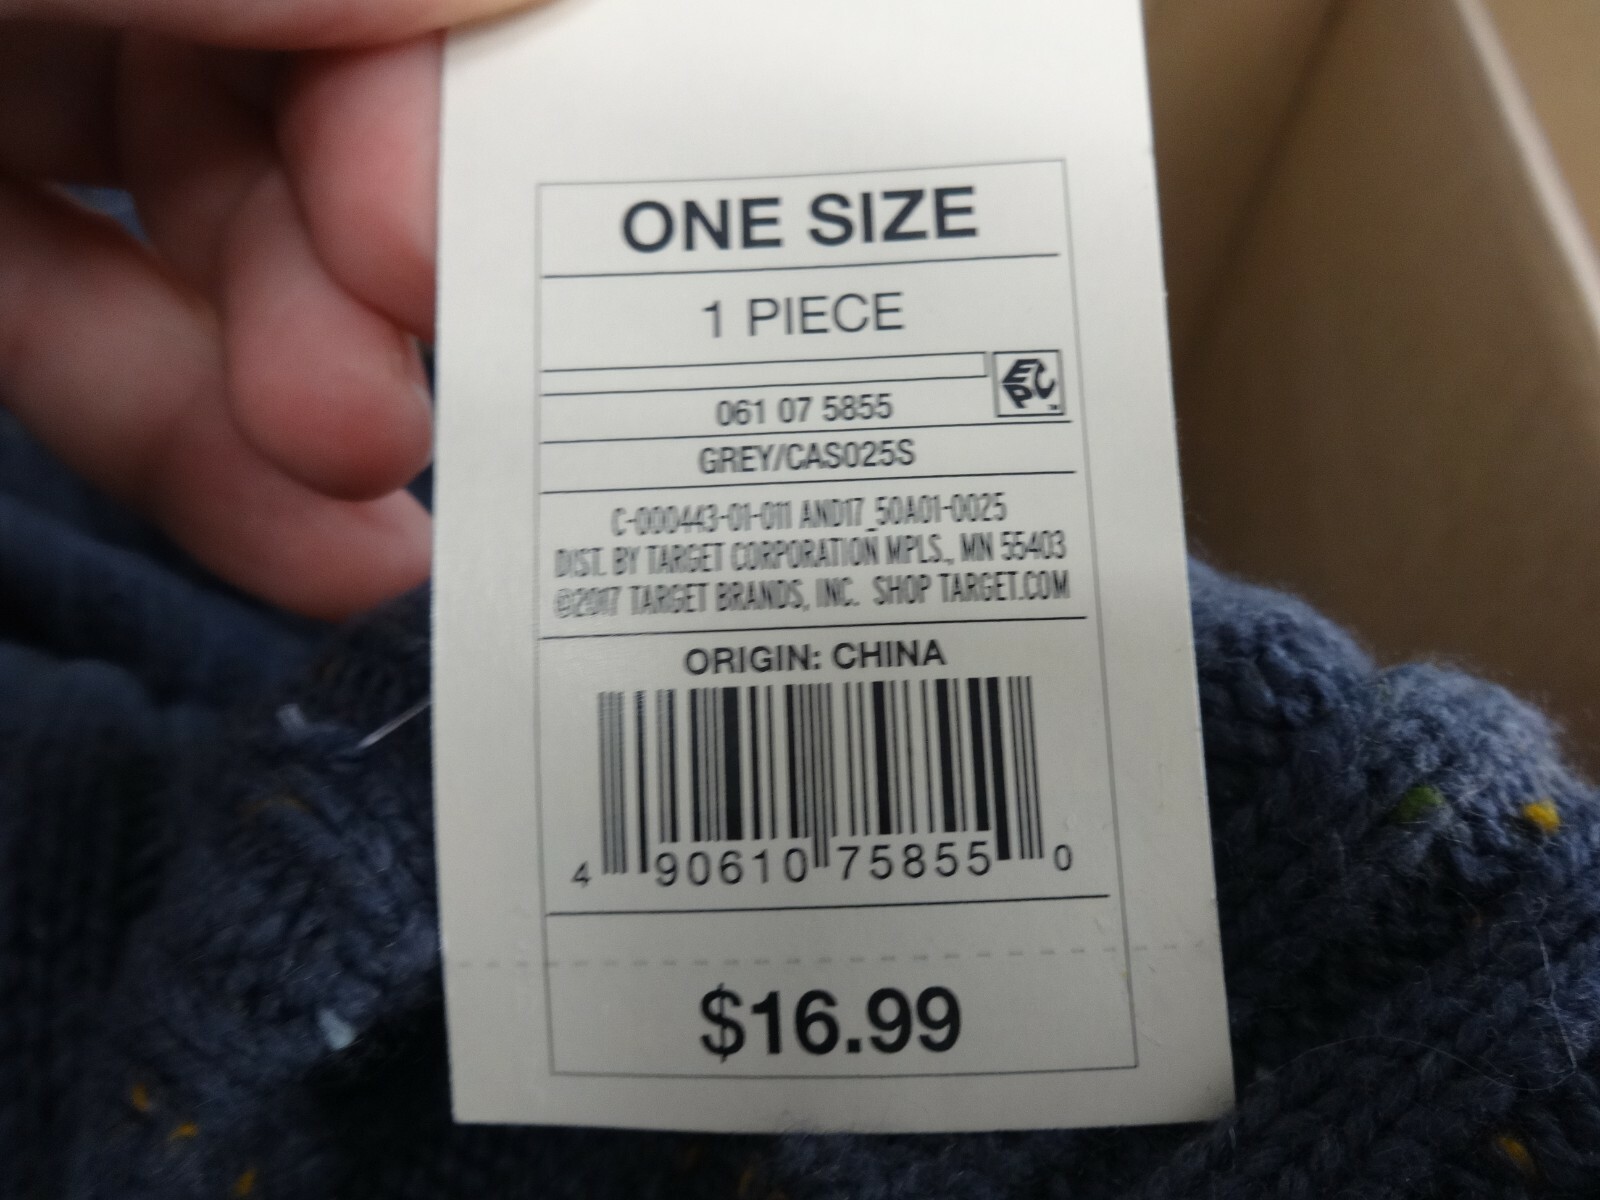 ONE SIZE
1 PIECE
EPC™
061 07 5855
GREY/CAS025S
C-000443-01-011 AND17_50A01-0025
DIST. BY TARGET CORPORATION MPLS., MN 55403
©2017 TARGET BRANDS, INC. SHOP TARGET.COM
ORIGIN: CHINA
4 90610 75855 0
$16.99